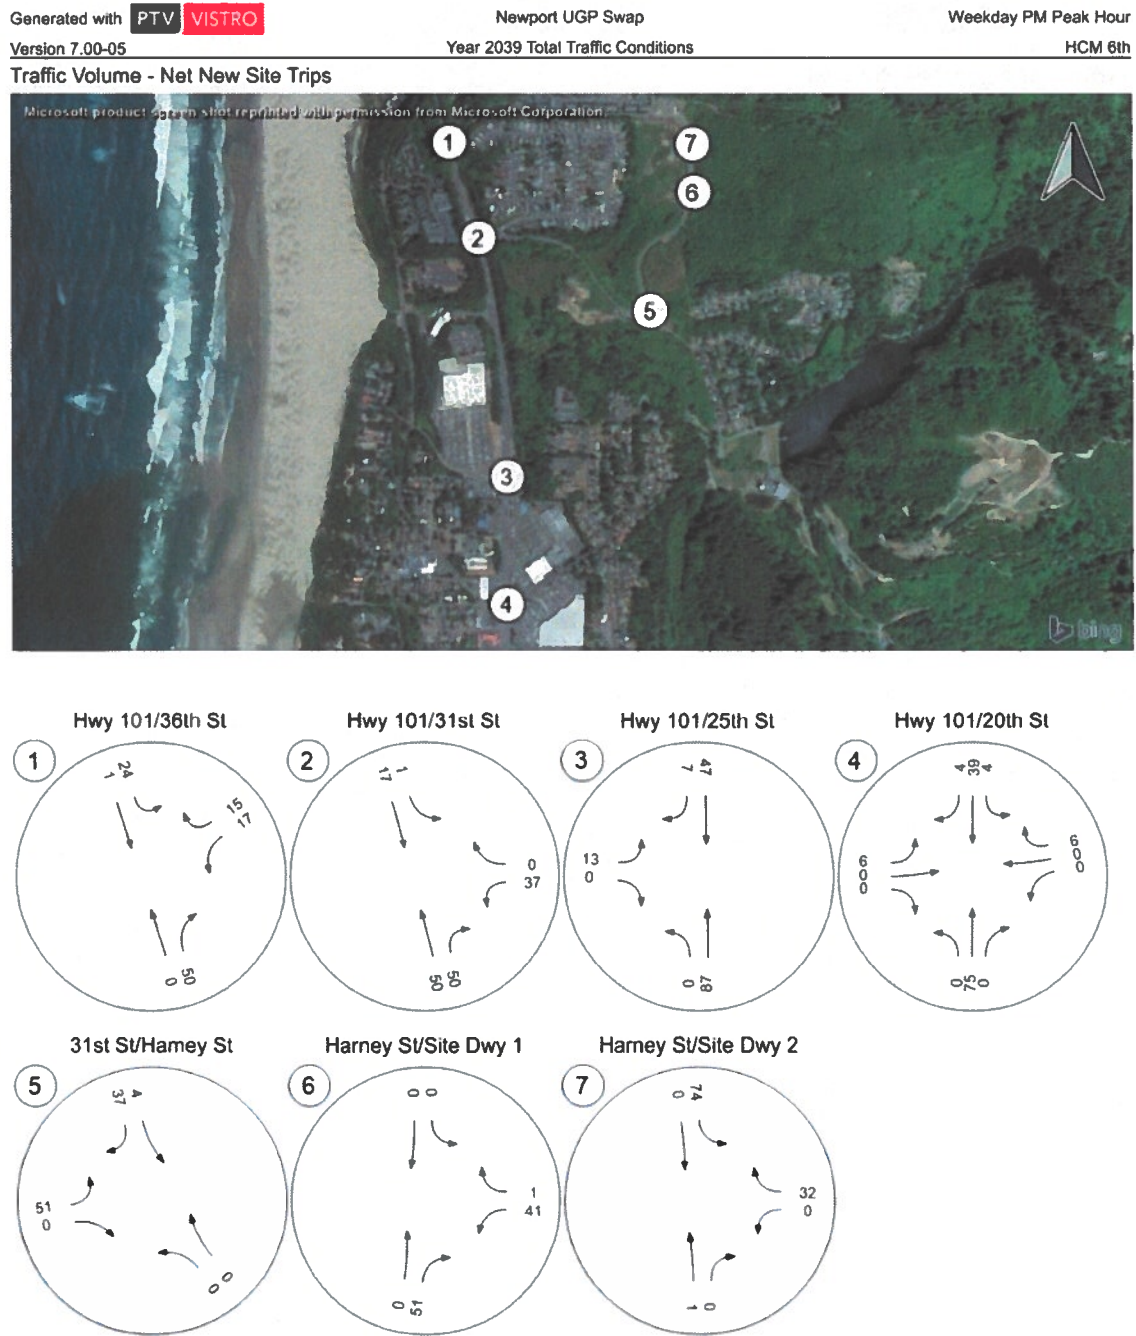 Generated with PTV VISTRO
Newport UGP Swap
Weekday PM Peak Hour
Version 7.00-05
Year 2039 Total Traffic Conditions
HCM 6th
Traffic Volume - Net New Site Trips
Microsoft product screen shot reprinted with permission from Microsoft Corporation.
1
7
6
2
5
3
4
bing
Hwy 101/36th St
Hwy 101/31st St
Hwy 101/25th St
Hwy 101/20th St
1
1 24
15
17
0 50
2
17 1
0
37
50 50
3
7 47
13
0
0 87
4
4 39 4
6
0
0
6
0
0
0 75 0
31st St/Harney St
Harney St/Site Dwy 1
Harney St/Site Dwy 2
5
37 4
51
0
0 0
6
0 0
1
41
0 51
7
0 74
32
0
1 0